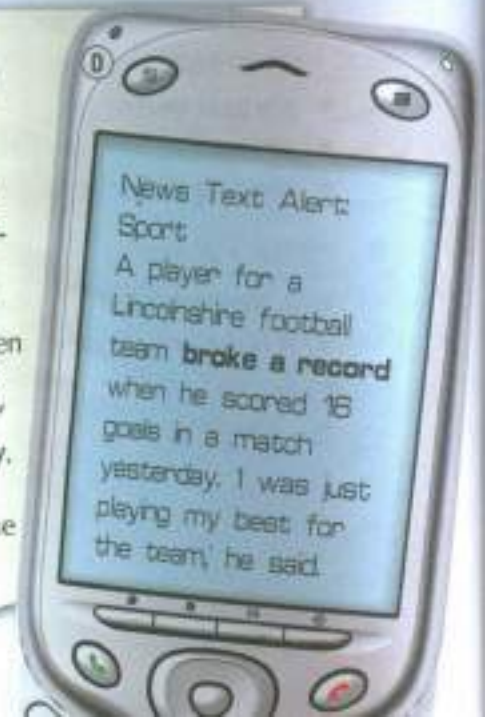 D
News Text Alert:
Sport
A player for a
Lincolnshire football
team broke a record
when he scored 16
goals in a match
yesterday. 'I was just
playing my best for
the team,' he said.
en
y.